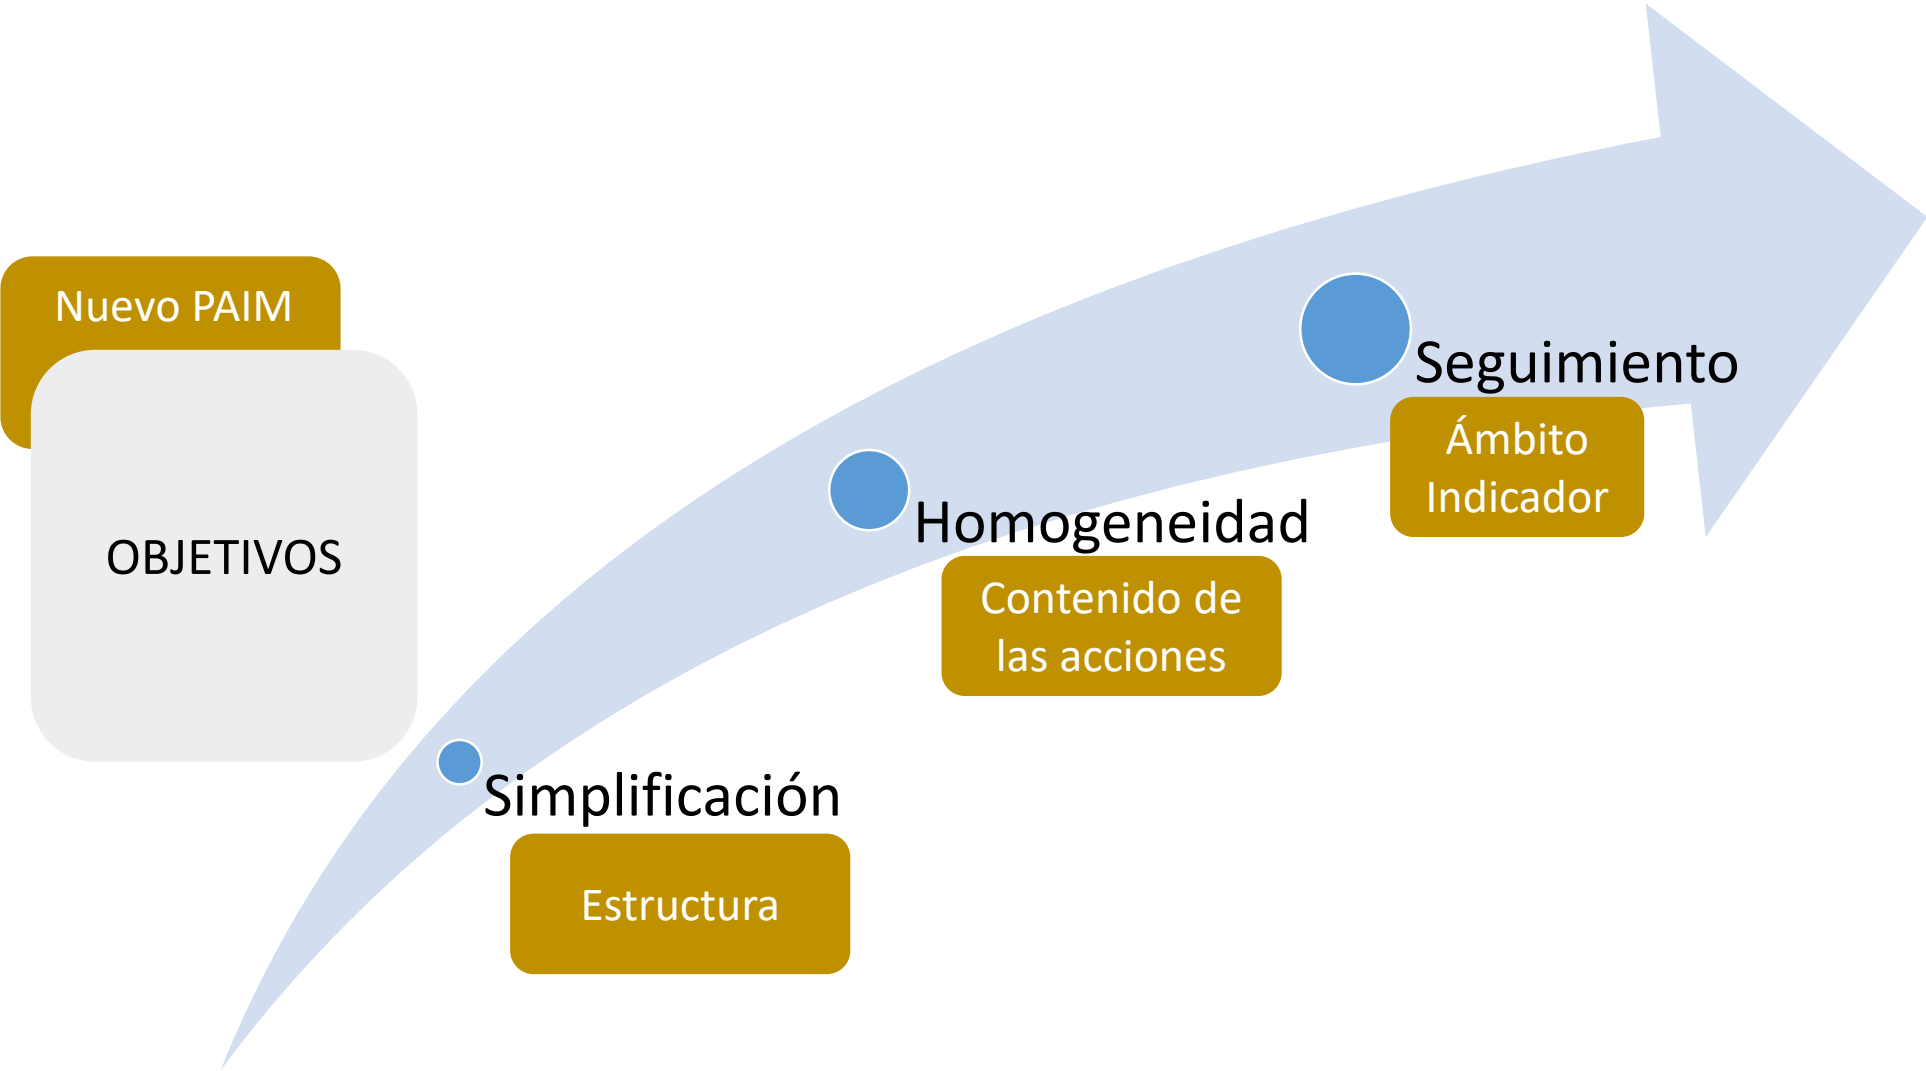 Nuevo PAIM
OBJETIVOS
Simplificación
Estructura
Homogeneidad
Contenido de
las acciones
Seguimiento
Ámbito
Indicador